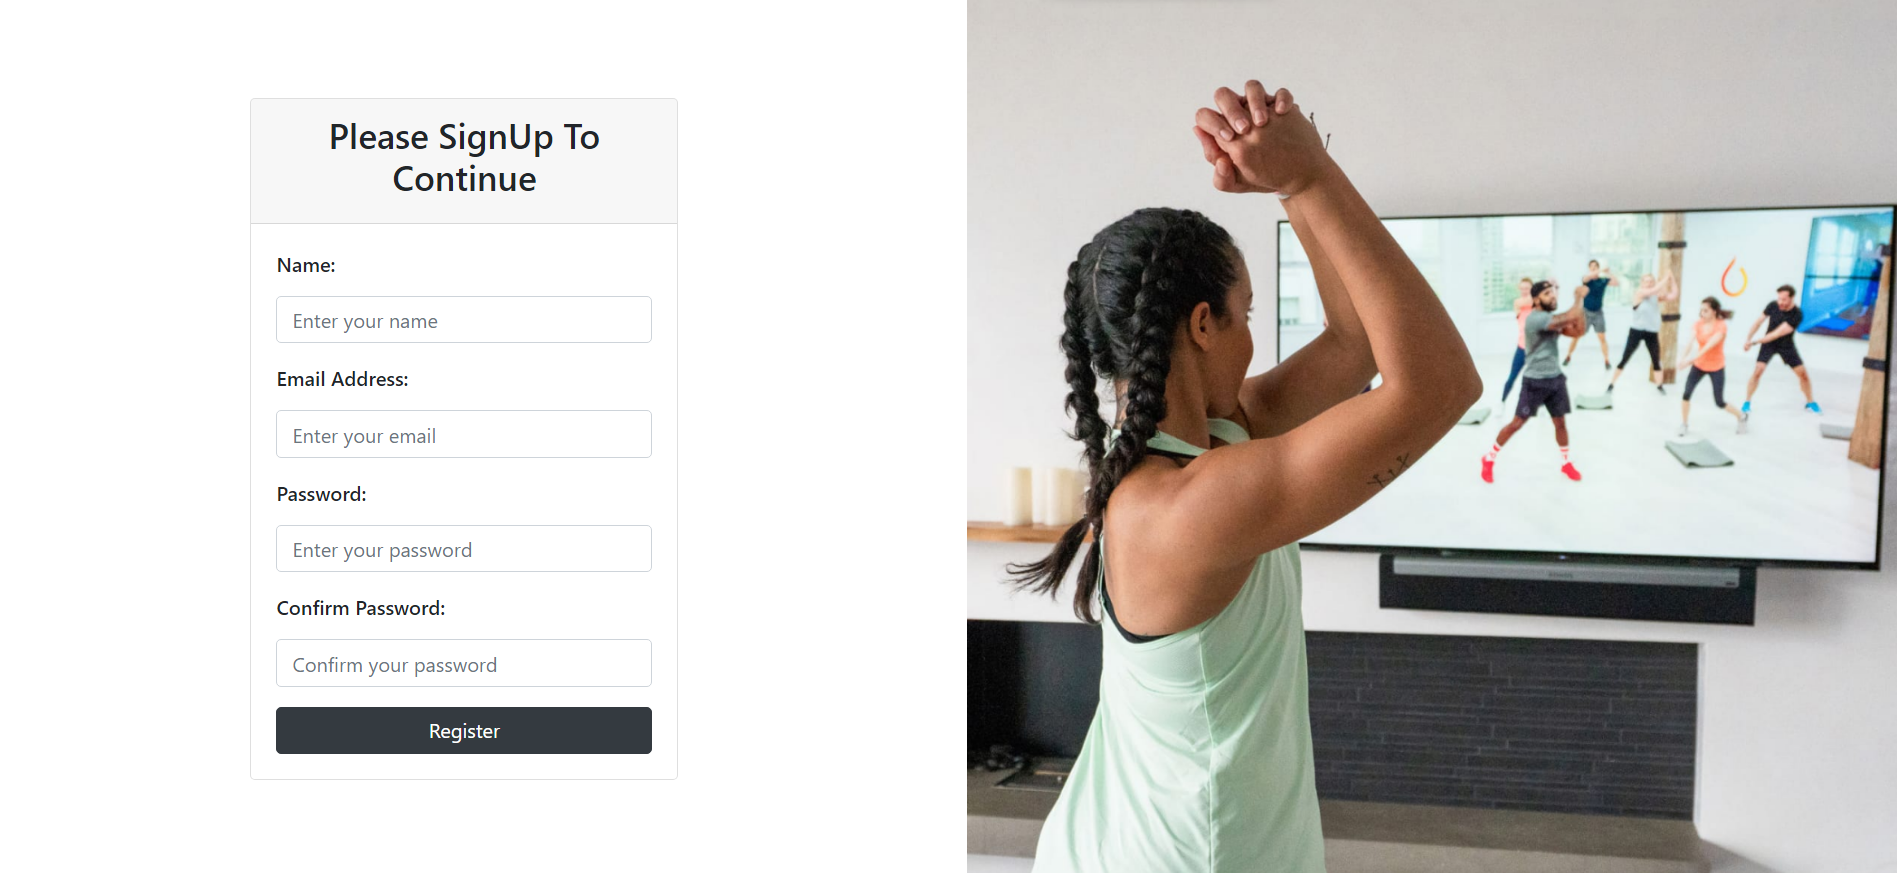 Please SignUp To
Continue
Name:
Enter your name
Email Address:
Enter your email
Password:
Enter your password
Confirm Password:
Confirm your password
Register